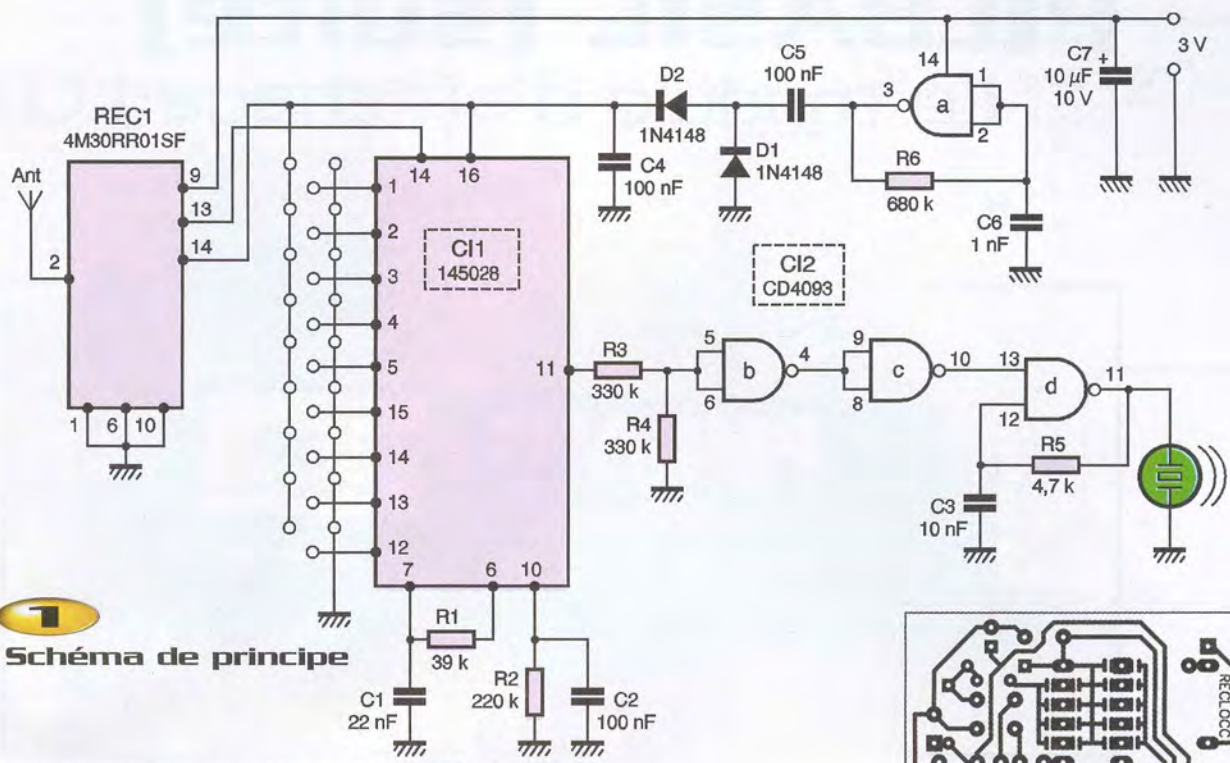 REC1
4M30RR01SF
Ant
2
9
13
14
1
6
10
14
16
1
2
3
4
5
15
14
13
12
CI1
145028
7
6
10
11
R1
39 k
C1
22 nF
R2
220 k
C2
100 nF
C4
100 nF
D2
1N4148
D1
1N4148
C5
100 nF
3
14
a
1
2
R6
680 k
C6
1 nF
C7
+
10 µF
10 V
3 V
CI2
CD4093
R3
330 k
R4
330 k
5
6
b
4
9
8
c
10
13
12
d
11
R5
4,7 k
C3
10 nF
1
Schéma de principe